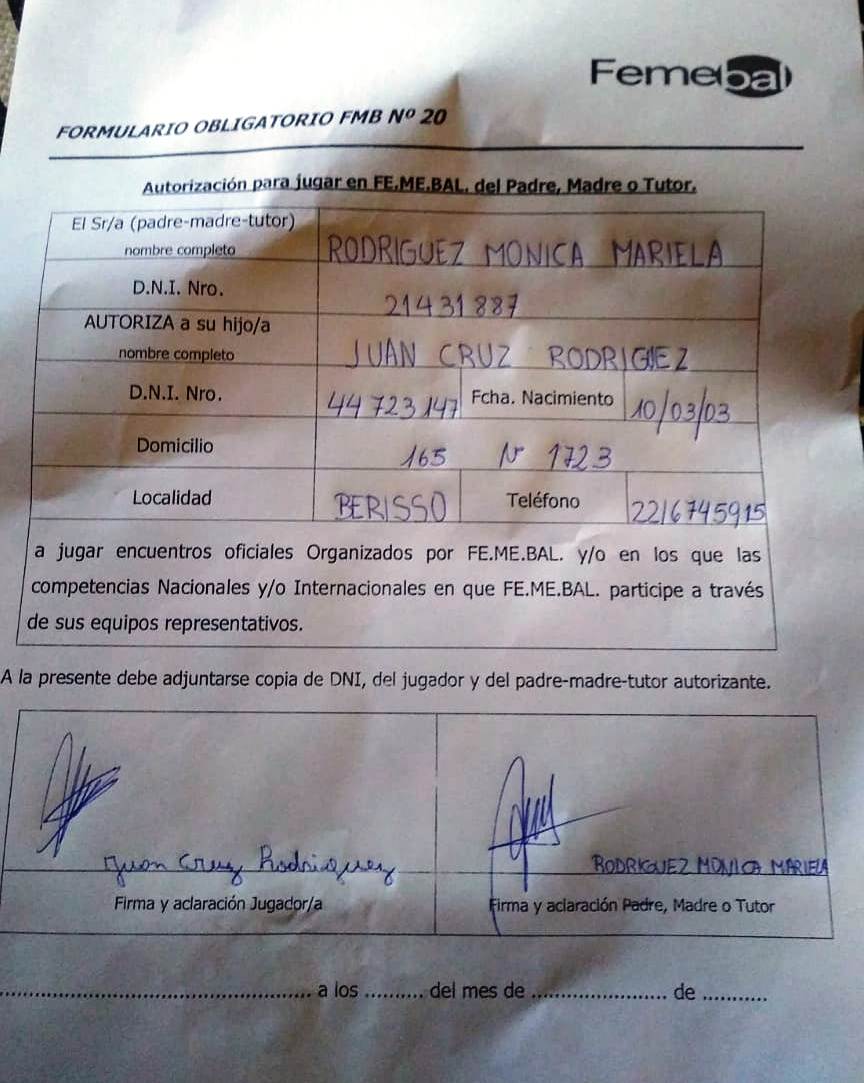 Femebal
FORMULARIO OBLIGATORIO FMB Nº 20
Autorización para jugar en FE.ME.BAL. del Padre, Madre o Tutor.
El Sr/a (padre-madre-tutor)
nombre completo
RODRIGUEZ MONICA MARIELA
D.N.I. Nro.
21431887
AUTORIZA a su hijo/a
nombre completo
JUAN CRUZ RODRIGUEZ
D.N.I. Nro.
44723147
Fcha. Nacimiento
10/03/03
Domicilio
165 Nº 1723
Localidad
BERISSO
Teléfono
2216745915
a jugar encuentros oficiales Organizados por FE.ME.BAL. y/o en los que las
competencias Nacionales y/o Internacionales en que FE.ME.BAL. participe a través
de sus equipos representativos.
A la presente debe adjuntarse copia de DNI, del jugador y del padre-madre-tutor autorizante.
Juan Cruz Rodriguez
Firma y aclaración Jugador/a
RODRIGUEZ MONICA MARIELA
Firma y aclaración Padre, Madre o Tutor
................................................ a los .......... del mes de ...................... de ...........